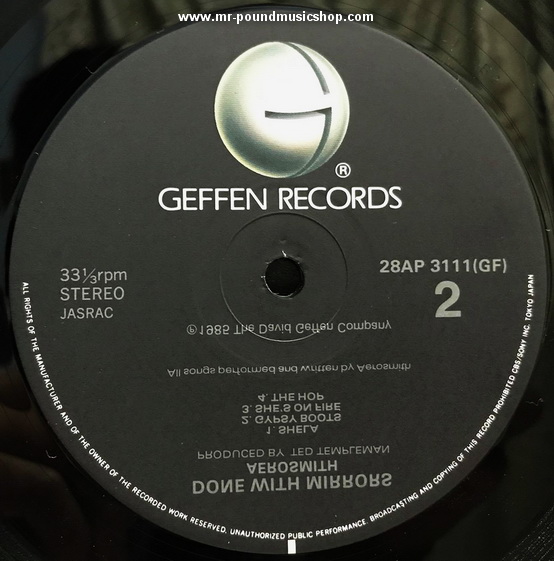 www.mr-poundmusicshop.com
®
GEFFEN RECORDS
33⅓rpm
STEREO
JASRAC
28AP 3111(GF)
2
℗1985 The David Geffen Company
All songs performed and written by Aerosmith
4. THE HOP
3. SHE'S ON FIRE
2. GYPSY BOOTS
1. SHELA
PRODUCED BY TED TEMPLEMAN
AEROSMITH
DONE WITH MIRRORS
ALL RIGHTS OF THE MANUFACTURER AND OF THE OWNER OF THE RECORDED WORK RESERVED. UNAUTHORIZED PUBLIC PERFORMANCE, BROADCASTING AND COPYING OF THIS RECORD PROHIBITED CBS/SONY INC. TOKYO JAPAN